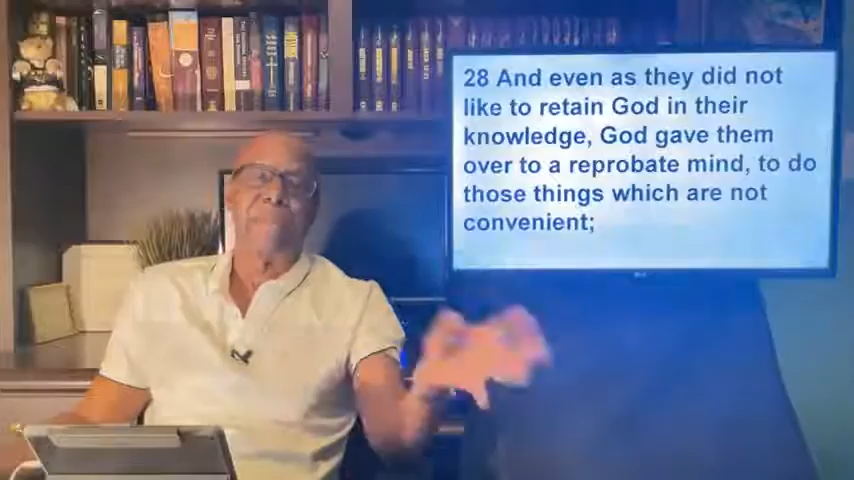 28 And even as they did not
like to retain God in their
knowledge, God gave them
over to a reprobate mind, to do
those things which are not
convenient;